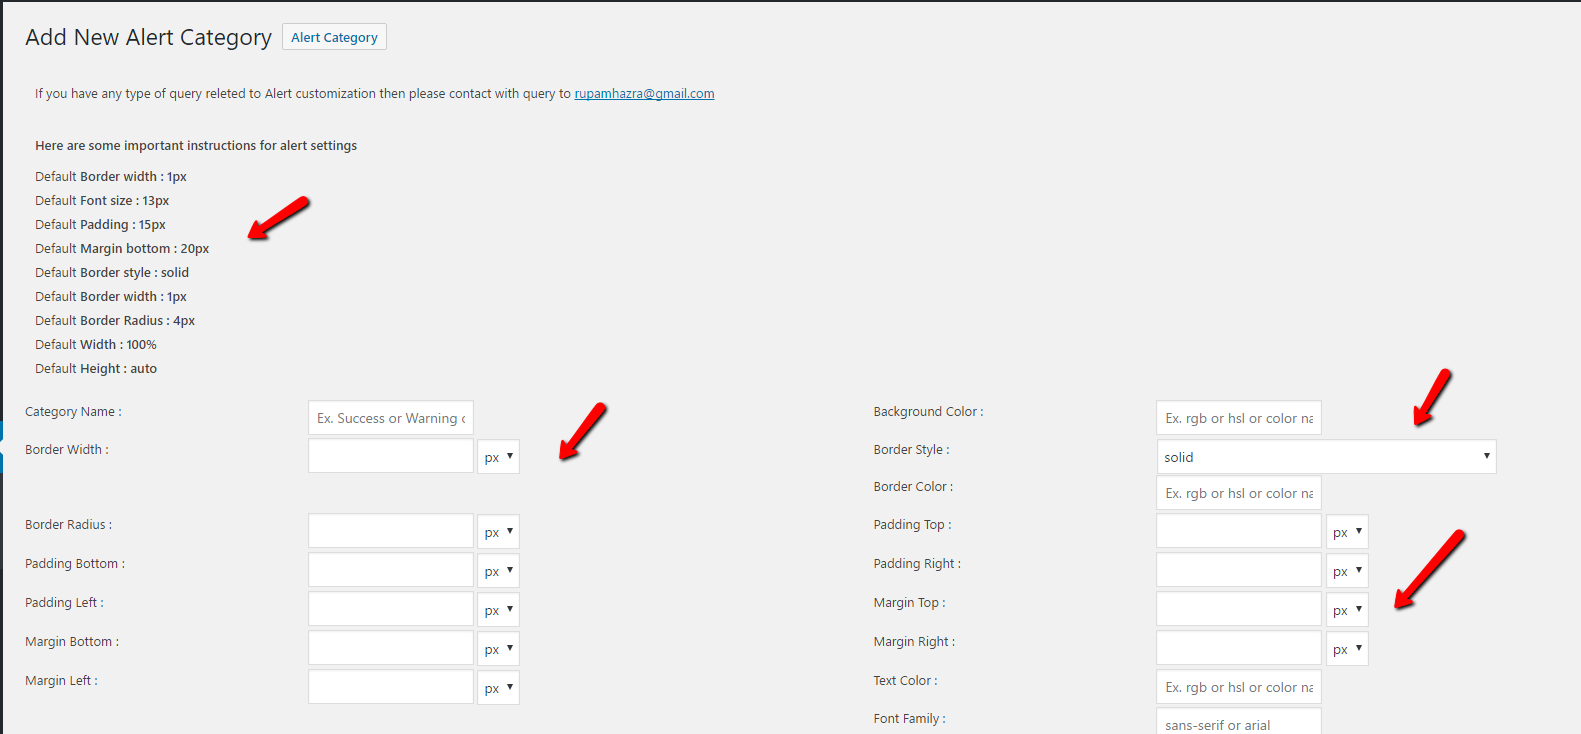 Add New Alert Category Alert Category
If you have any type of query releted to Alert customization then please contact with query to rupamhazra@gmail.com
Here are some important instructions for alert settings
Default Border width : 1px
Default Font size : 13px
Default Padding : 15px
Default Margin bottom : 20px
Default Border style : solid
Default Border width : 1px
Default Border Radius : 4px
Default Width : 100%
Default Height : auto
Category Name : Ex. Success or Warning Background Color : Ex. rgb or hsl or color
Border Width : px Border Style : solid
Border Color : Ex. rgb or hsl or color
Border Radius : px Padding Top : px
Padding Bottom : px Padding Right : px
Padding Left : px Margin Top : px
Margin Bottom : px Margin Right : px
Margin Left : px Text Color : Ex. rgb or hsl or color
Font Family : sans-serif or arial